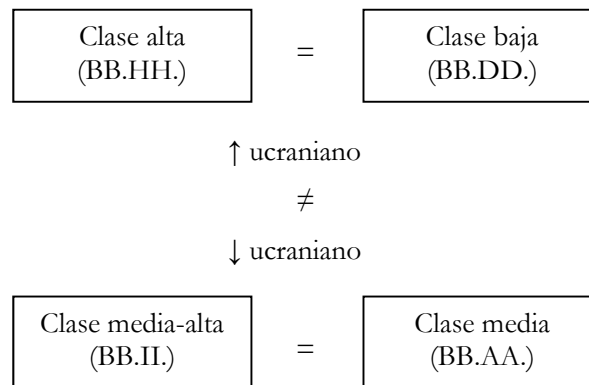 Clase alta
(BB.HH.)
=
Clase baja
(BB.DD.)
↑ ucraniano
≠
↓ ucraniano
Clase media-alta
(BB.II.)
=
Clase media
(BB.AA.)